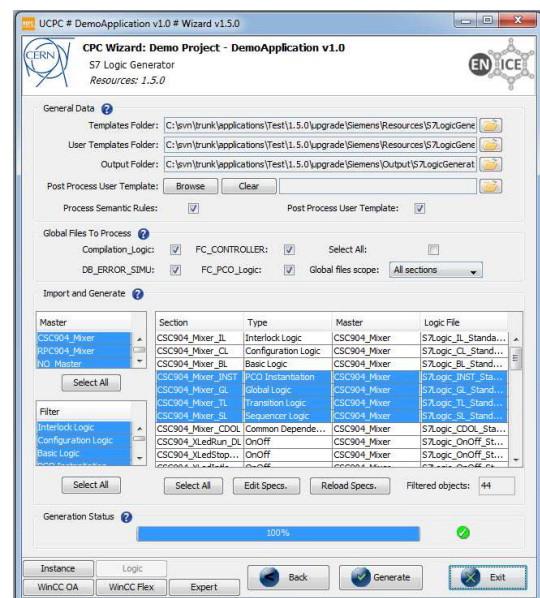 UCPC # DemoApplication v1.0 # Wizard v1.5.0
CERN
CPC Wizard: Demo Project - DemoApplication v1.0
S7 Logic Generator
Resources: 1.5.0
EN ICE
General Data
Templates Folder: C:\svn\trunk\applications\Test\1.5.0\upgrade\Siemens\Resources\S7LogicGene
User Templates Folder: C:\svn\trunk\applications\Test\1.5.0\upgrade\Siemens\Resources\S7LogicGene
Output Folder: C:\svn\trunk\applications\Test\1.5.0\upgrade\Siemens\Output\S7LogicGenerat
Post Process User Template: Browse Clear
Process Semantic Rules: Post Process User Template:
Global Files To Process
Compilation_Logic: FC_CONTROLLER: Select All:
DB_ERROR_SIMU: FC_PCO_Logic: Global files scope: All sections
Import and Generate
Master
CSC904_Mixer
RPC904_Mixer
NO_Master
Select All
Filter
Interlock Logic
Configuration Logic
Basic Logic
PCO Instantiation
Select All
Section Type Master Logic File
CSC904_Mixer_IL Interlock Logic CSC904_Mixer S7Logic_IL_Standa...
CSC904_Mixer_CL Configuration Logic CSC904_Mixer S7Logic_CL_Stand...
CSC904_Mixer_BL Basic Logic CSC904_Mixer S7Logic_BL_Stand...
CSC904_Mixer_INST PCO Instantiation CSC904_Mixer S7Logic_INST_Sta...
CSC904_Mixer_GL Global Logic CSC904_Mixer S7Logic_GL_Stand...
CSC904_Mixer_TL Transition Logic CSC904_Mixer S7Logic_TL_Stand...
CSC904_Mixer_SL Sequencer Logic CSC904_Mixer S7Logic_SL_Stand...
CSC904_Mixer_CDOL Common Depende... CSC904_Mixer S7Logic_CDOL_Sta...
CSC904_XLedRun_DL OnOff CSC904_Mixer S7Logic_OnOff_St...
CSC904_XLedStop... OnOff CSC904_Mixer S7Logic_OnOff_St...
OnOff CSC904_Mixer S7Logic_OnOff_St...
Select All Edit Specs. Reload Specs. Filtered objects: 44
Generation Status
100%
Instance Logic
WinCC OA WinCC Flex Expert
Back Generate Exit